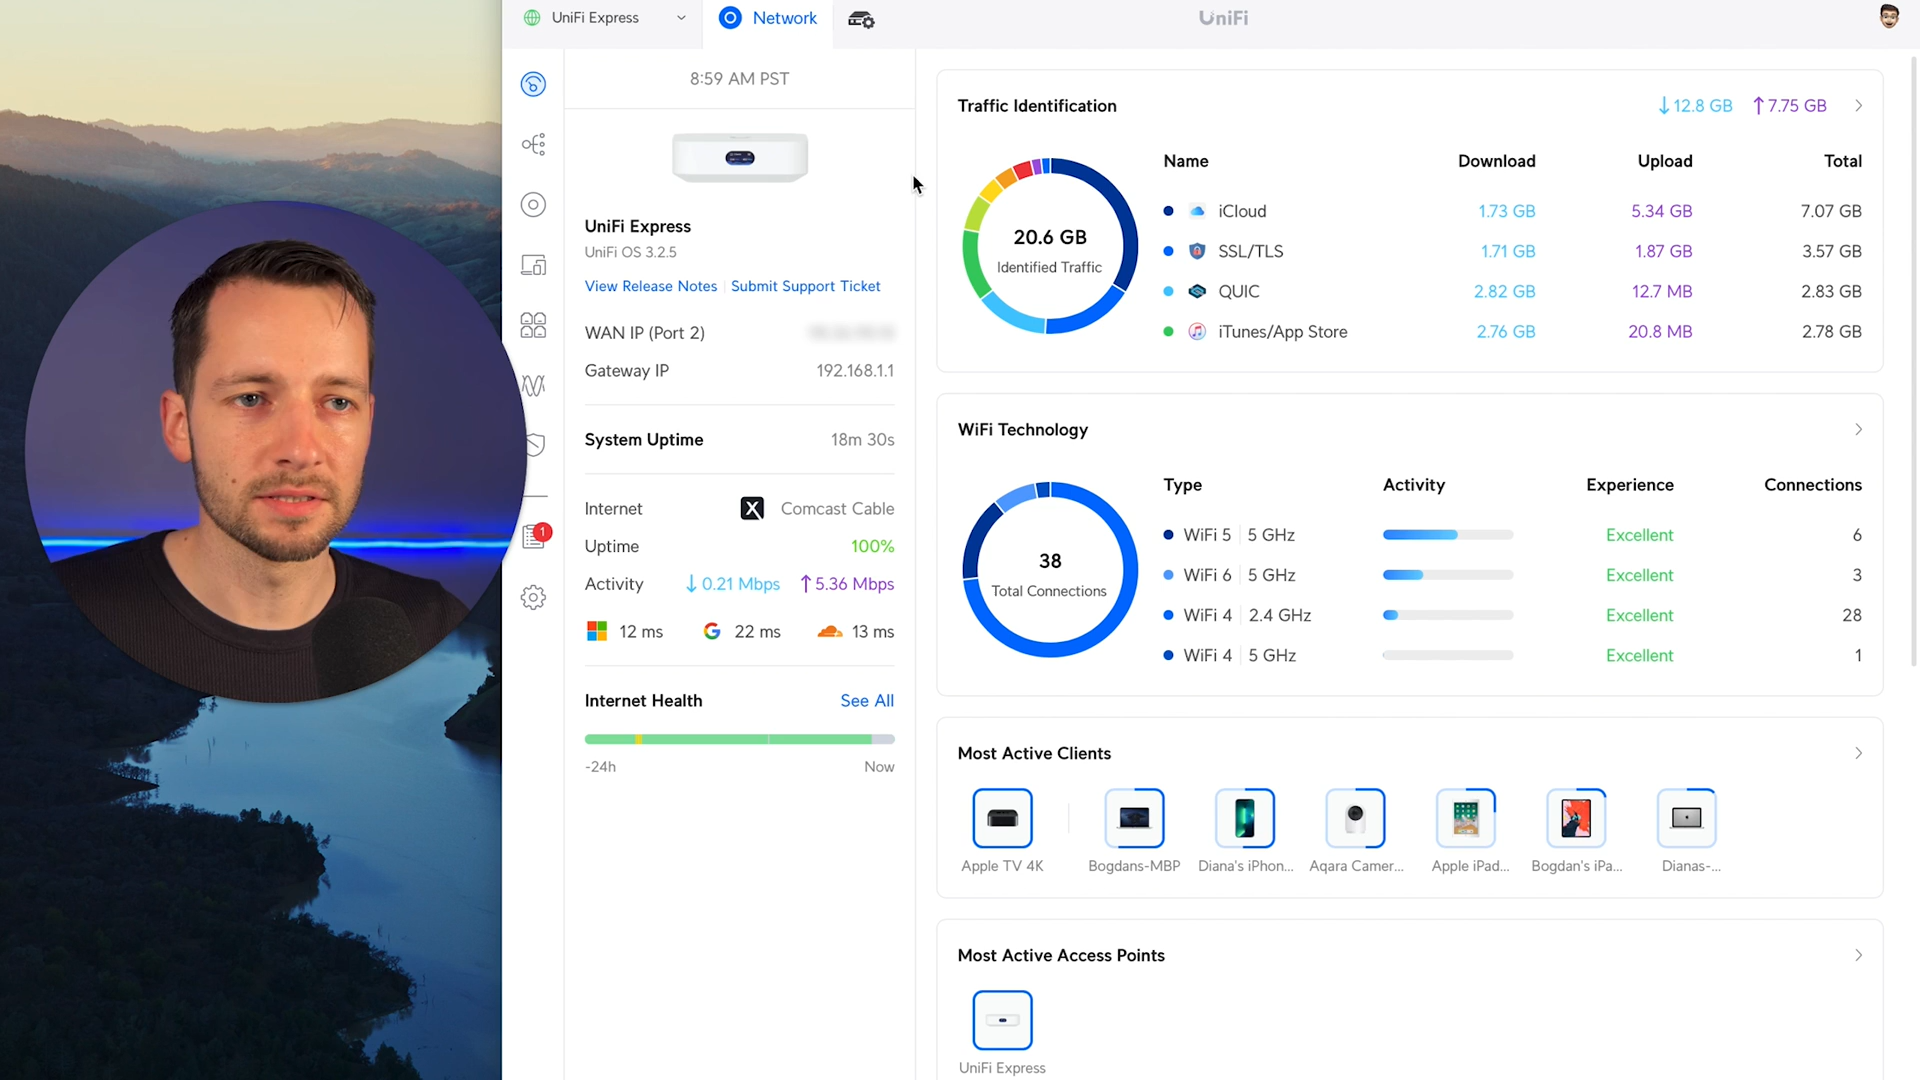 UniFi Express
Network
UniFi
8:59 AM PST
UniFi Express
UniFi OS 3.2.5
View Release Notes | Submit Support Ticket
WAN IP (Port 2)
Gateway IP 192.168.1.1
System Uptime 18m 30s
Internet X Comcast Cable
Uptime 100%
Activity ↓ 0.21 Mbps ↑ 5.36 Mbps
G
12 ms 22 ms 13 ms
Internet Health See All
-24h Now
1
Traffic Identification ↓ 12.8 GB ↑ 7.75 GB
20.6 GB
Identified Traffic
Name Download Upload Total
iCloud 1.73 GB 5.34 GB 7.07 GB
SSL/TLS 1.71 GB 1.87 GB 3.57 GB
QUIC 2.82 GB 12.7 MB 2.83 GB
iTunes/App Store 2.76 GB 20.8 MB 2.78 GB
WiFi Technology
38
Total Connections
Type Activity Experience Connections
WiFi 5 | 5 GHz Excellent 6
WiFi 6 | 5 GHz Excellent 3
WiFi 4 | 2.4 GHz Excellent 28
WiFi 4 | 5 GHz Excellent 1
Most Active Clients
Apple TV 4K Bogdans-MBP Diana's iPhon... Aqara Camer... Apple iPad... Bogdan's iPa... Dianas-...
Most Active Access Points
UniFi Express